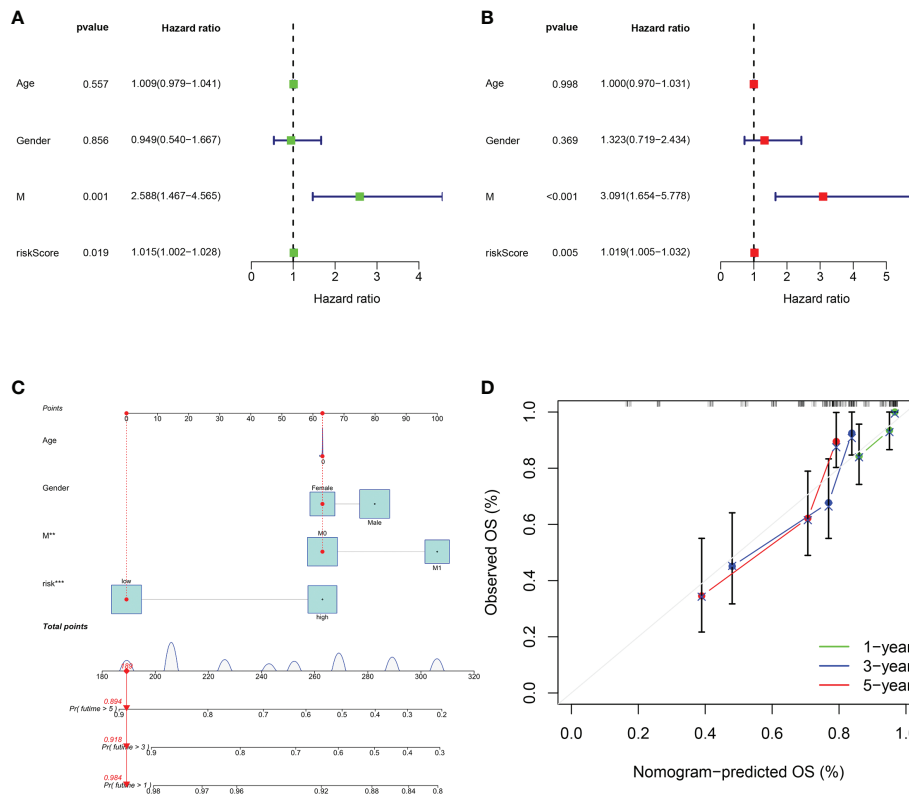 A
pvalue Hazard ratio
Age 0.557 1.009(0.979−1.041)
Gender 0.856 0.949(0.540−1.667)
M 0.001 2.588(1.467−4.565)
riskScore 0.019 1.015(1.002−1.028)
0 1 2 3 4
Hazard ratio
B
pvalue Hazard ratio
Age 0.998 1.000(0.970−1.031)
Gender 0.369 1.323(0.719−2.434)
M <0.001 3.091(1.654−5.778)
riskScore 0.005 1.019(1.005−1.032)
0 1 2 3 4 5
Hazard ratio
C
Points
0 10 20 30 40 50 60 70 80 90 100
Age
0
Gender
Female
Male
M**
M0
M1
risk***
low
high
Total points
189
180 200 220 240 260 280 300 320
0.894
Pr( futime > 5 )
0.9 0.8 0.7 0.6 0.5 0.4 0.3 0.2
0.918
Pr( futime > 3 )
0.9 0.8 0.7 0.6 0.5 0.4 0.3
0.984
Pr( futime > 1 )
0.98 0.97 0.96 0.92 0.88 0.84 0.8
D
Observed OS (%)
1.0
0.8
0.6
0.4
0.2
0.0
1−year
3−year
5−year
0.0 0.2 0.4 0.6 0.8 1.0
Nomogram−predicted OS (%)